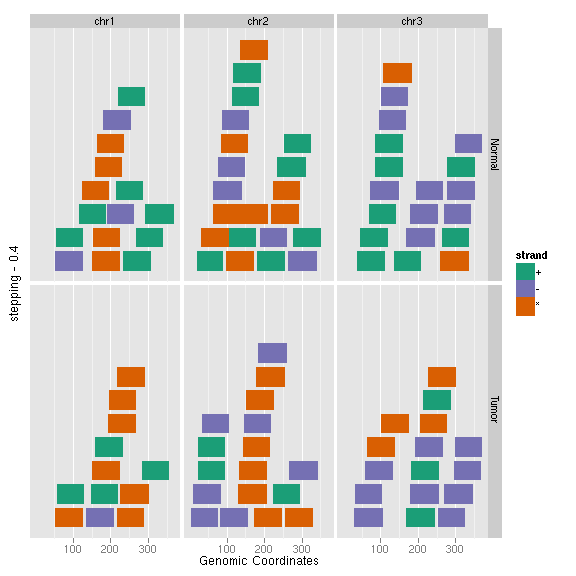 chr1 chr2 chr3
Normal
Tumor
stepping - 0.4
100 200 300 100 200 300 100 200 300
Genomic Coordinates
strand
+
-
*